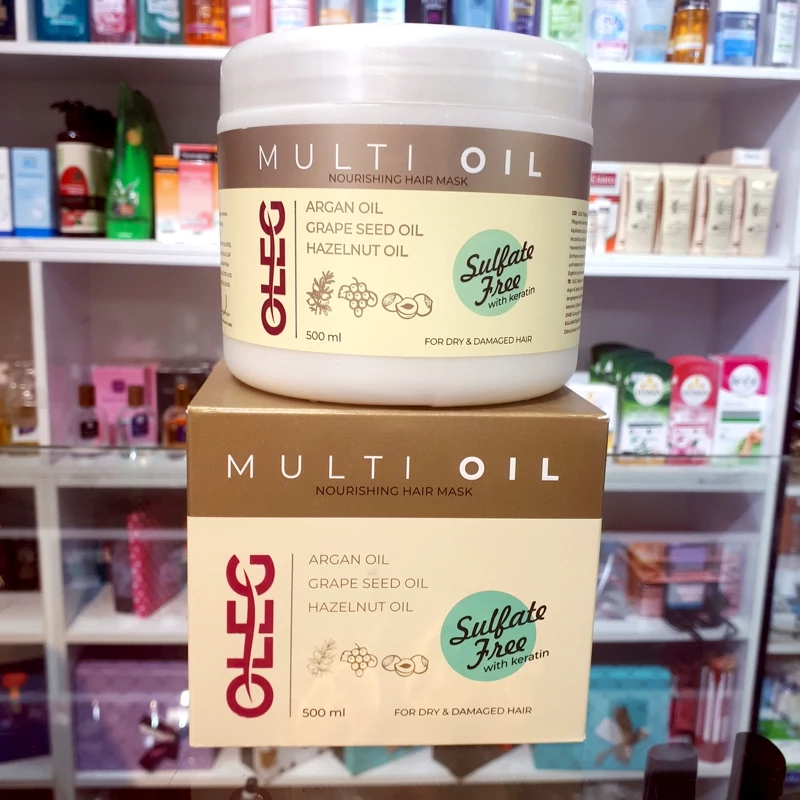 MULTI OIL
NOURISHING HAIR MASK
OLEG
ARGAN OIL
GRAPE SEED OIL
HAZELNUT OIL
Sulfate
Free
with keratin
500 ml
FOR DRY & DAMAGED HAIR
MULTI OIL
NOURISHING HAIR MASK
OLEG
ARGAN OIL
GRAPE SEED OIL
HAZELNUT OIL
Sulfate
Free
with keratin
500 ml
FOR DRY & DAMAGED HAIR